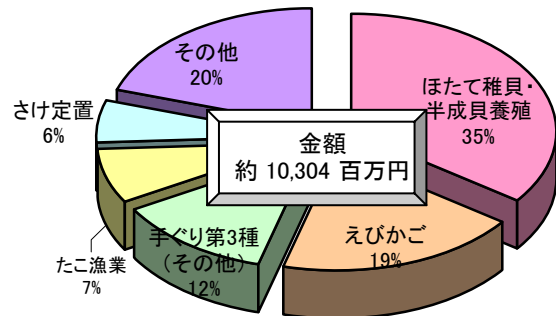 その他
20%
ほたて稚貝・
半成貝養殖
35%
さけ定置
6%
金額
約 10,304 百万円
えびかご
19%
手ぐり第3種
(その他)
12%
たこ漁業
7%